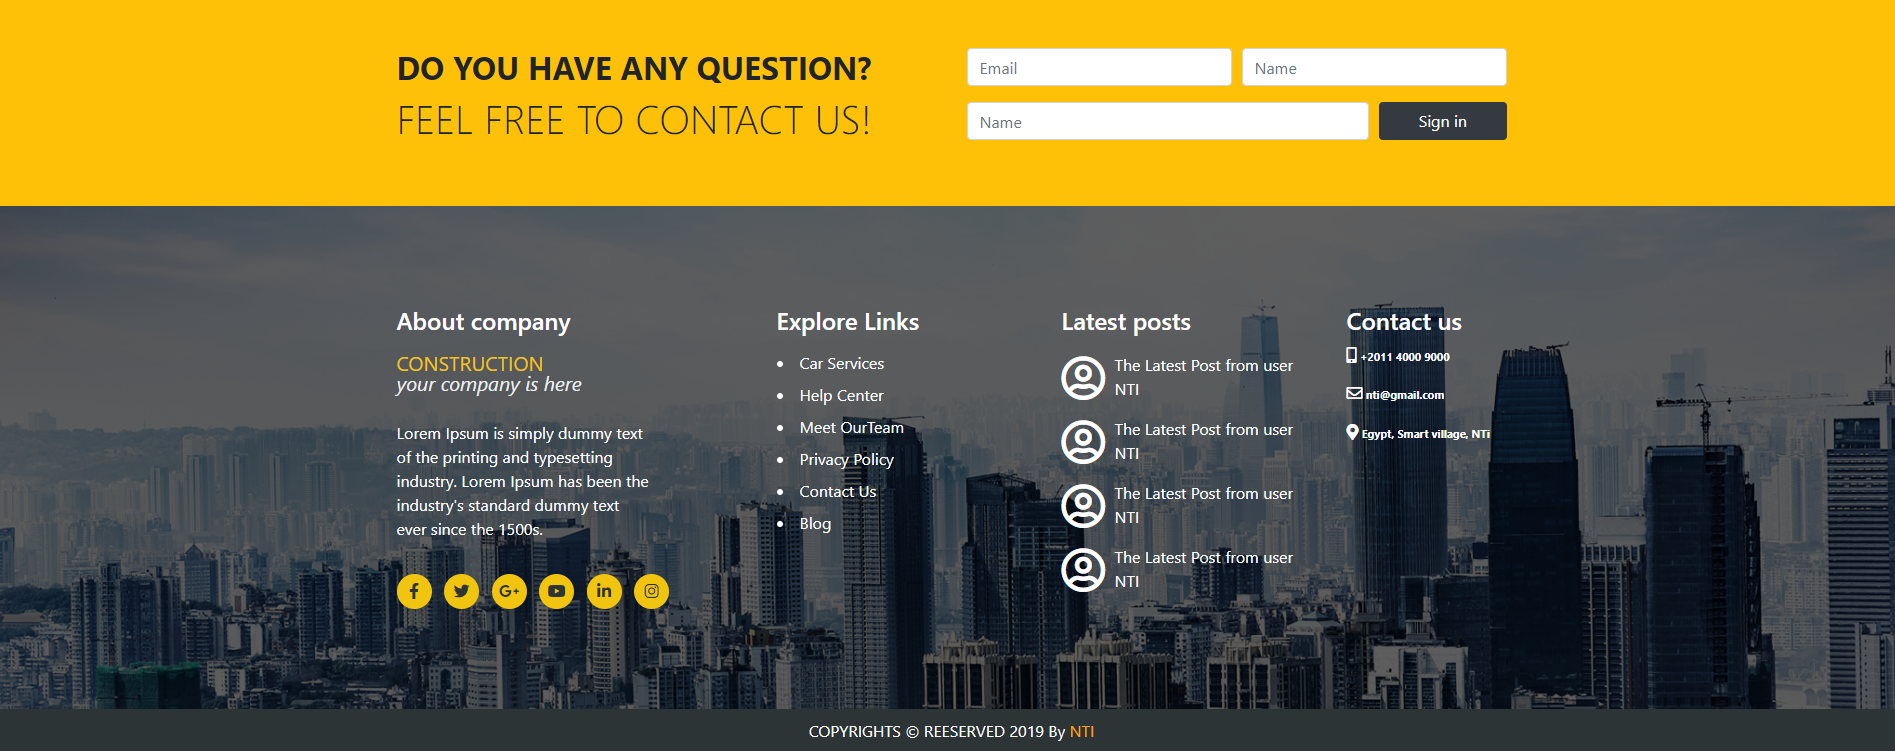 DO YOU HAVE ANY QUESTION?
FEEL FREE TO CONTACT US!
Email
Name
Name
Sign in
About company
CONSTRUCTION
your company is here
Lorem Ipsum is simply dummy text
of the printing and typesetting
industry. Lorem Ipsum has been the
industry's standard dummy text
ever since the 1500s.
Explore Links
Car Services
Help Center
Meet OurTeam
Privacy Policy
Contact Us
Blog
Latest posts
The Latest Post from user
NTI
The Latest Post from user
NTI
The Latest Post from user
NTI
The Latest Post from user
NTI
Contact us
+2011 4000 9000
nti@gmail.com
Egypt, Smart village, NTi
COPYRIGHTS © REESERVED 2019 By NTI